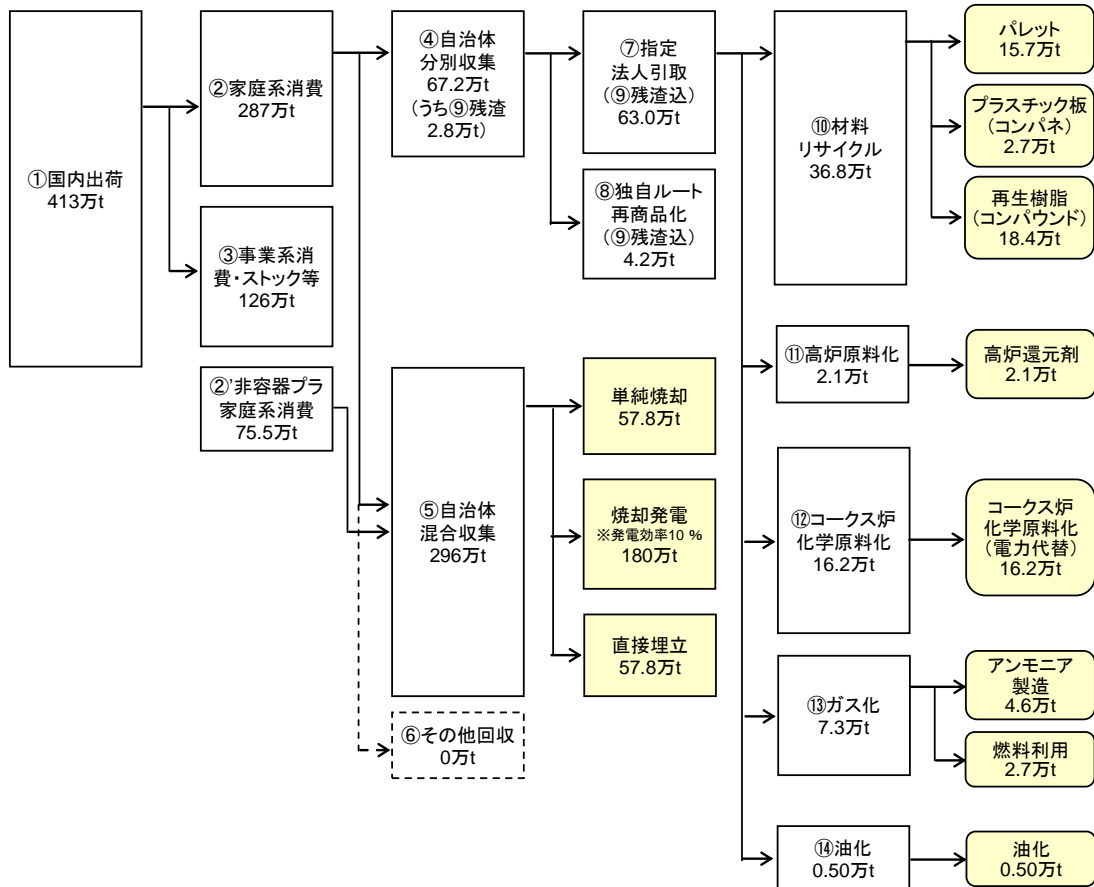 ①国内出荷
413万t
②家庭系消費
287万t
③事業系消
費・ストック等
126万t
②'非容器プラ
家庭系消費
75.5万t
④自治体
分別収集
67.2万t
(うち⑨残渣
2.8万t)
⑤自治体
混合収集
296万t
⑥その他回収
0万t
⑦指定
法人引取
(⑨残渣込)
63.0万t
⑧独自ルート
再商品化
(⑨残渣込)
4.2万t
単純焼却
57.8万t
焼却発電
※発電効率10 %
180万t
直接埋立
57.8万t
⑩材料
リサイクル
36.8万t
⑪高炉原料化
2.1万t
⑫コークス炉
化学原料化
16.2万t
⑬ガス化
7.3万t
⑭油化
0.50万t
パレット
15.7万t
プラスチック板
(コンパネ)
2.7万t
再生樹脂
(コンパウンド)
18.4万t
高炉還元剤
2.1万t
コークス炉
化学原料化
(電力代替)
16.2万t
アンモニア
製造
4.6万t
燃料利用
2.7万t
油化
0.50万t